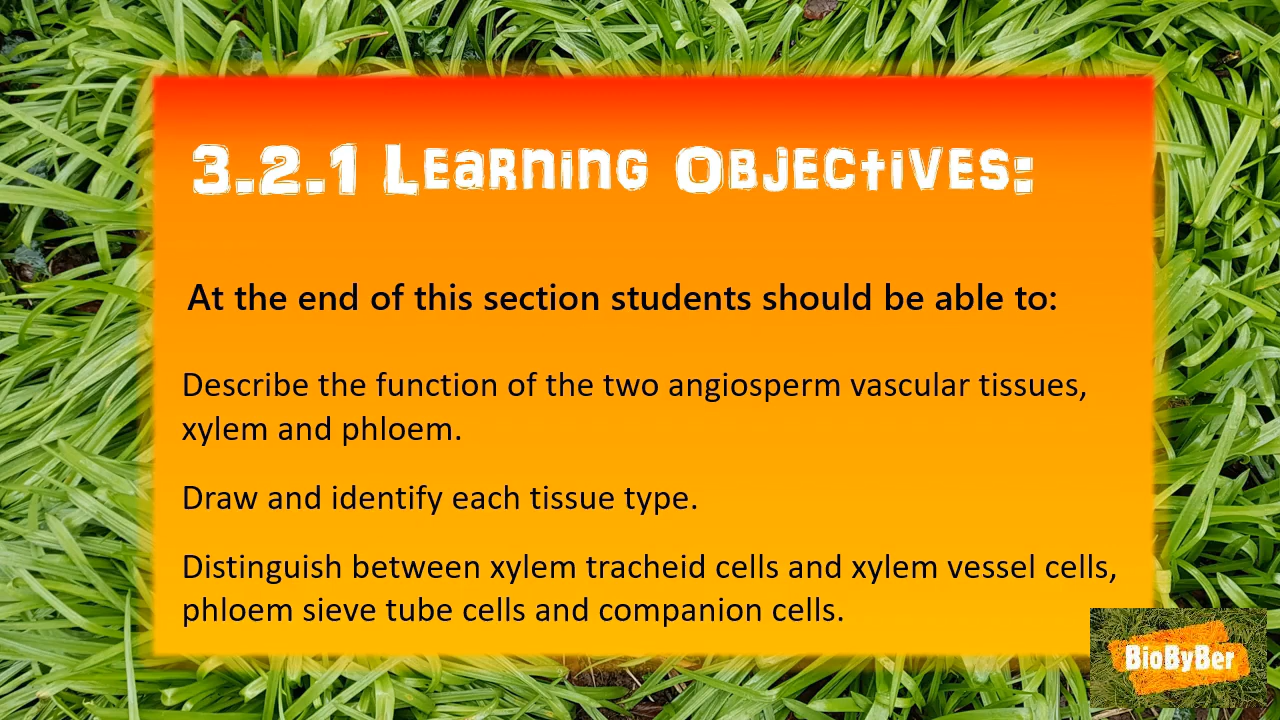 3.2.1 Learning Objectives:
At the end of this section students should be able to:
Describe the function of the two angiosperm vascular tissues,
xylem and phloem.
Draw and identify each tissue type.
Distinguish between xylem tracheid cells and xylem vessel cells,
phloem sieve tube cells and companion cells.
BioByBer